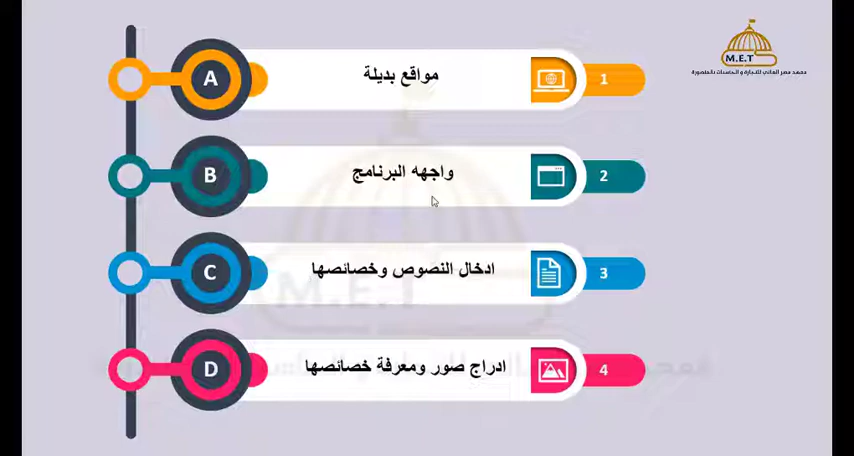 M.E.T
معهد مصر العالي للتجارة و الحاسبات بالمنصورة
A
مواقع بديلة
1
B
واجهه البرنامج
2
C
ادخال النصوص وخصائصها
3
D
ادراج صور ومعرفة خصائصها
4
M.E.T